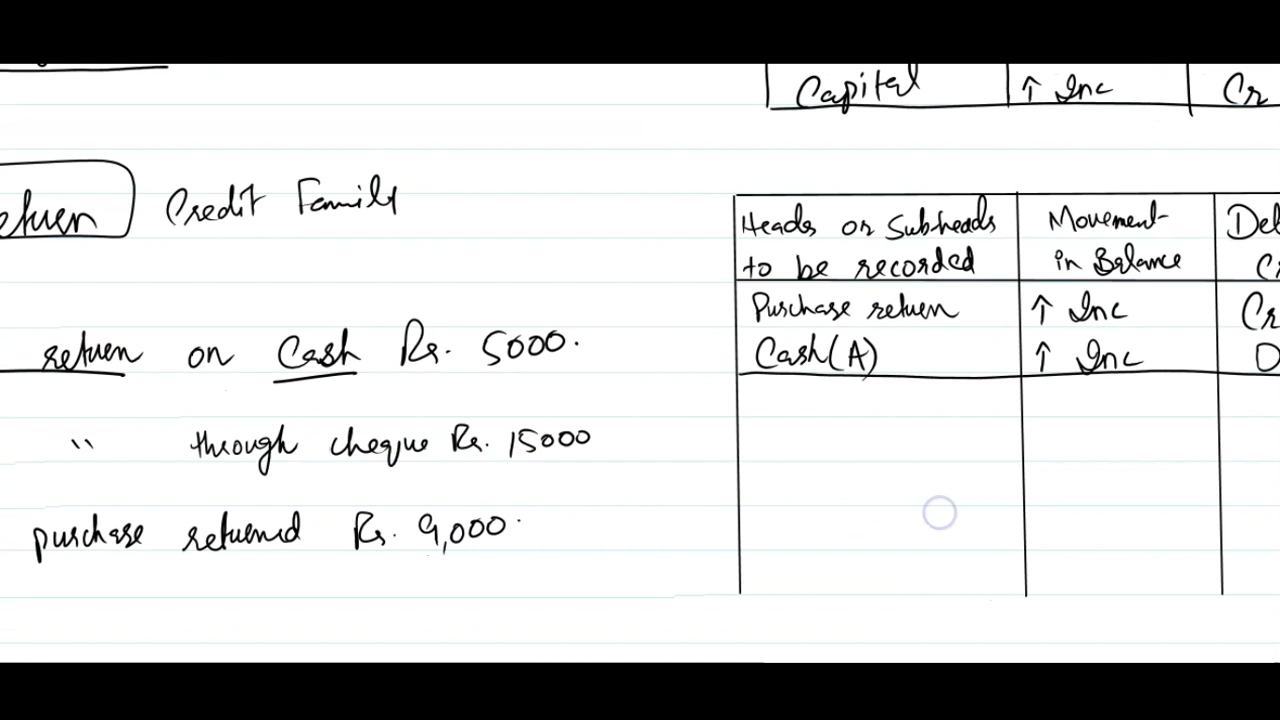 Capital ↑ Inc Cr
Credit Family
Heads or Subheads to be recorded
Movement in Balance
return on Cash Rs. 5000.
Purchase return ↑ Inc Cr
Cash(A) ↑ Inc D
" through cheque Rs. 15000
purchase returned Rs. 9,000.